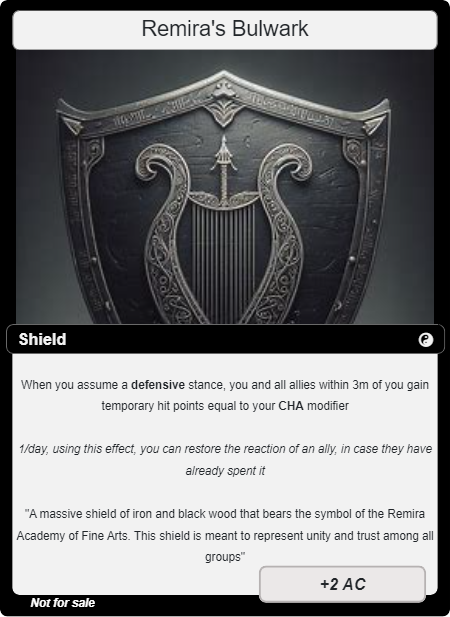 Remira's Bulwark
Shield
When you assume a defensive stance, you and all allies within 3m of you gain
temporary hit points equal to your CHA modifier
1/day, using this effect, you can restore the reaction of an ally, in case they have
already spent it
"A massive shield of iron and black wood that bears the symbol of the Remira
Academy of Fine Arts. This shield is meant to represent unity and trust among all
groups"
+2 AC
Not for sale